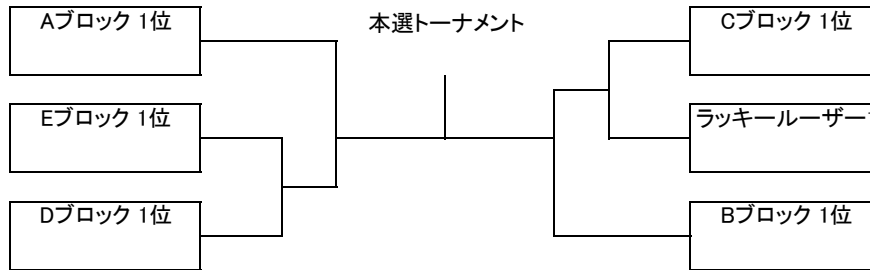 Aブロック 1位
本選トーナメント
Cブロック 1位
Eブロック 1位
ラッキールーザー
Dブロック 1位
Bブロック 1位